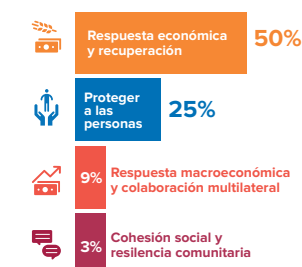 Respuesta económica
y recuperación
50%
Proteger
a las
personas
25%
9%
Respuesta macroeconómica
y colaboración multilateral
3%
Cohesión social y
resilencia comunitaria